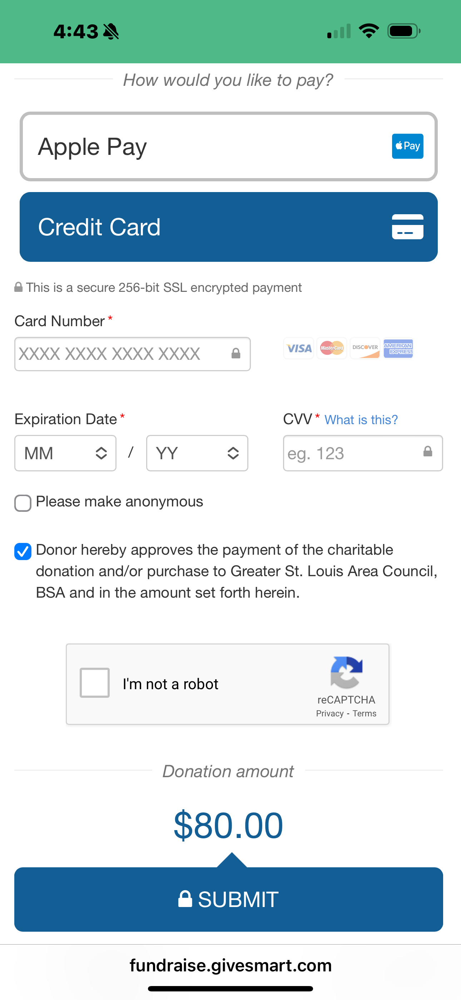 4:43
How would you like to pay?
Apple Pay
Pay
Credit Card
This is a secure 256-bit SSL encrypted payment
Card Number *
XXXX XXXX XXXX XXXX
VISA MasterCard DISCOVER AMERICAN EXPRESS
Expiration Date * CVV * What is this?
MM / YY eg. 123
Please make anonymous
Donor hereby approves the payment of the charitable
donation and/or purchase to Greater St. Louis Area Council,
BSA and in the amount set forth herein.
I'm not a robot
reCAPTCHA
Privacy - Terms
Donation amount
$80.00
SUBMIT
fundraise.givesmart.com